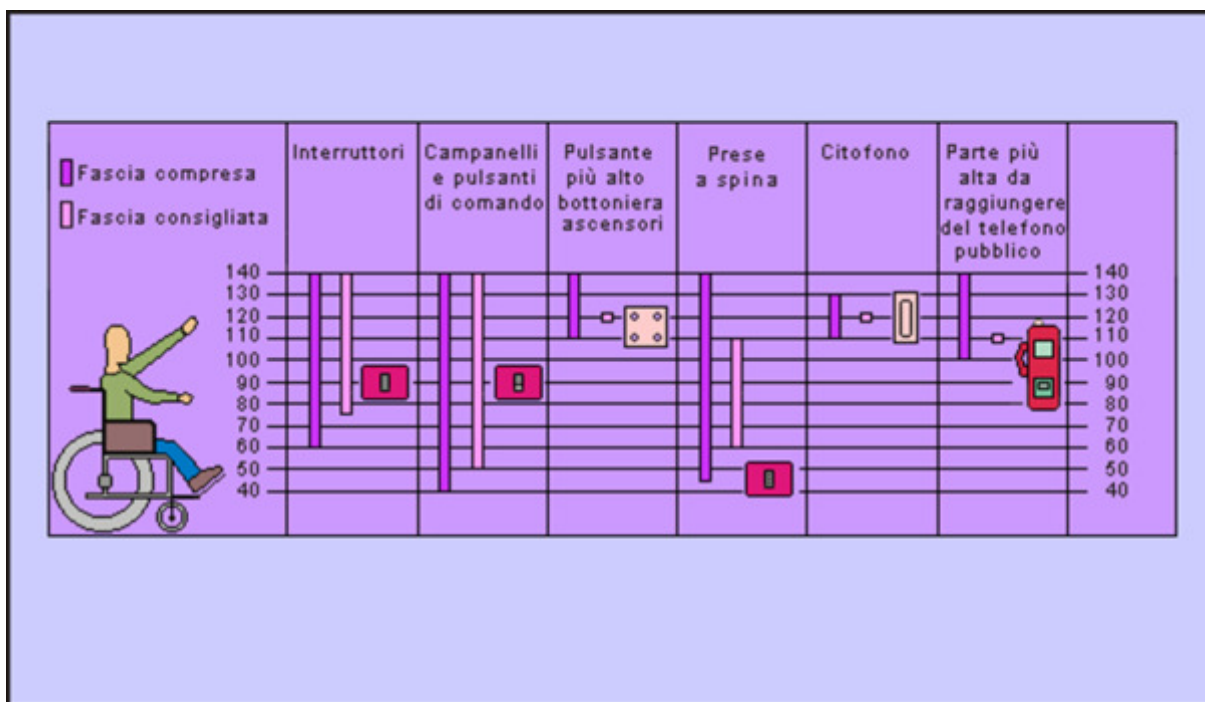 Fascia compresa
Fascia consigliata
Interruttori
Campanelli
e pulsanti
di comando
Pulsante
più alto
bottoniera
ascensori
Prese
a spina
Citofono
Parte più
alta da
raggiungere
del telefono
pubblico
140
130
120
110
100
90
80
70
60
50
40
140
130
120
110
100
90
80
70
60
50
40